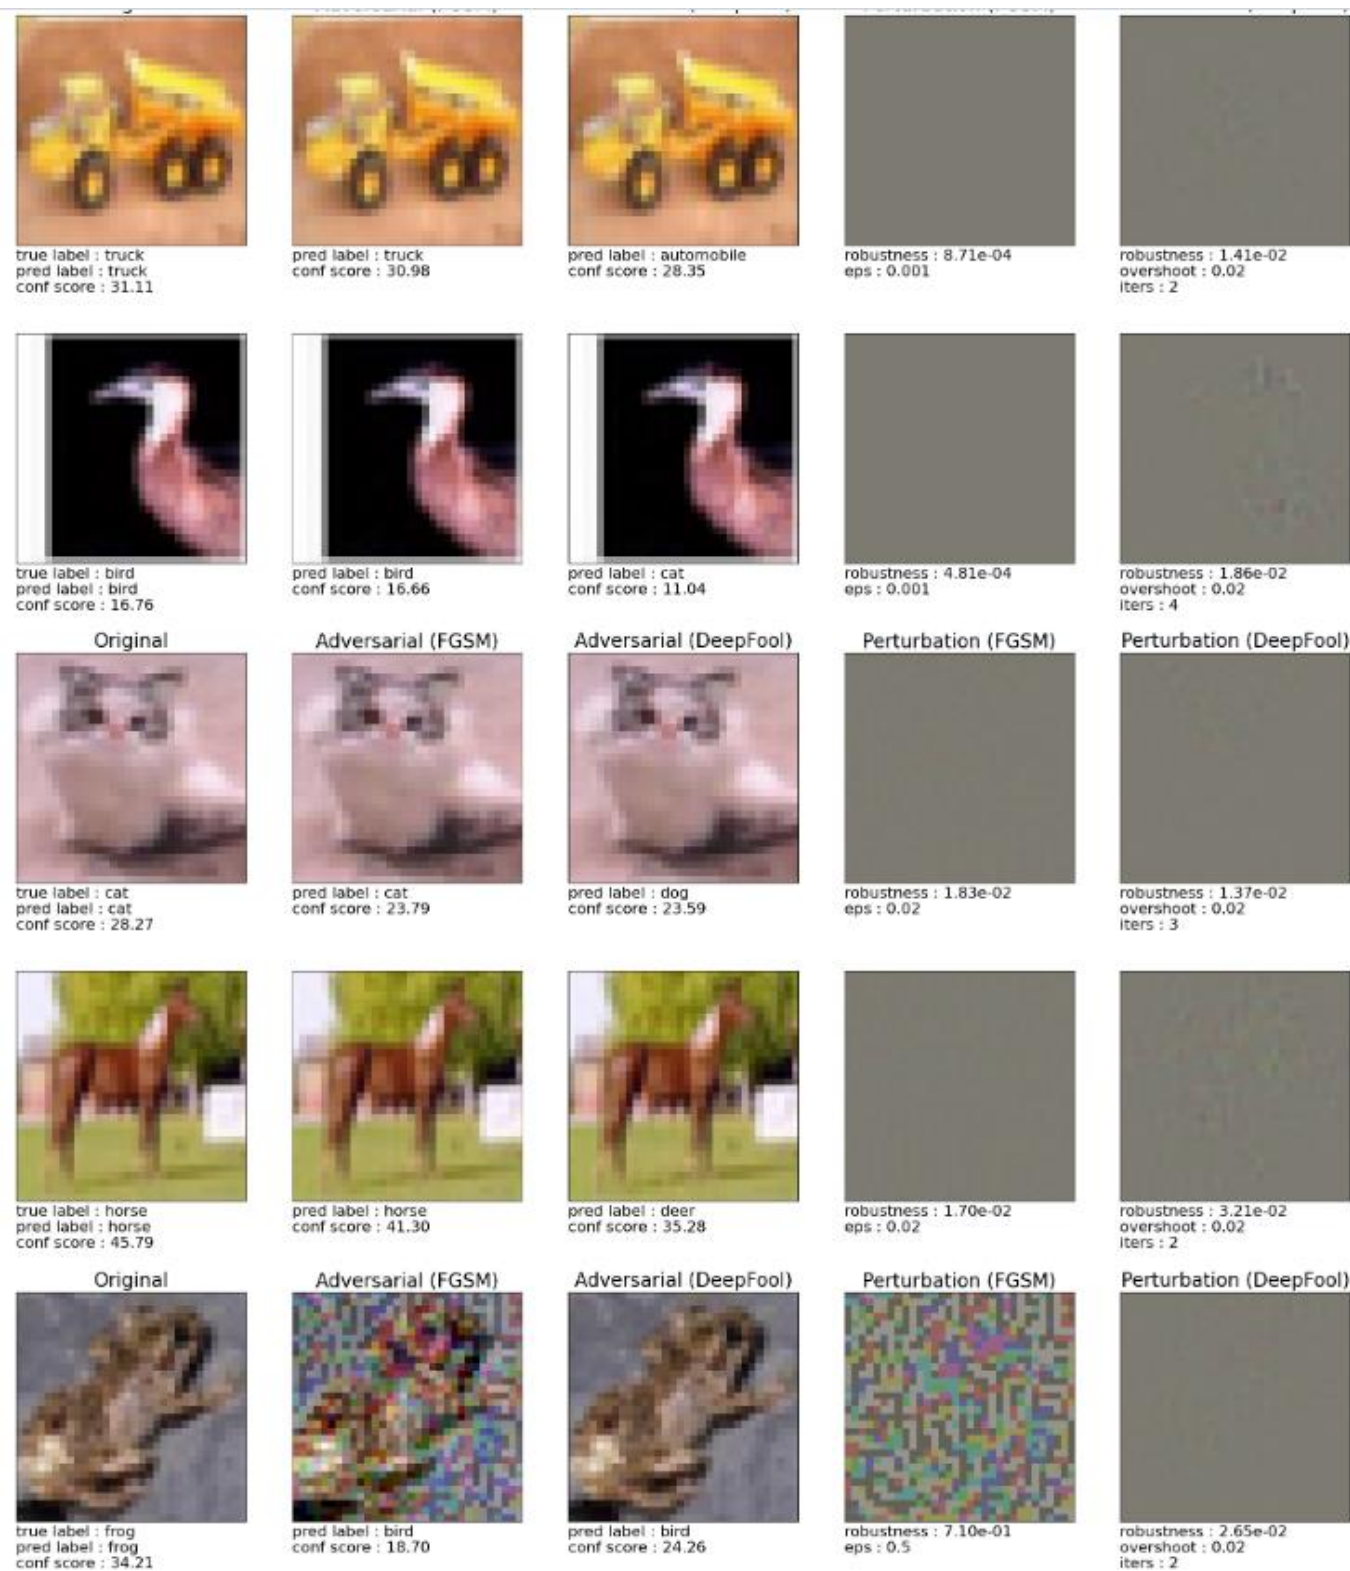 true label : truck
pred label : truck
conf score : 31.11
pred label : truck
conf score : 30.98
pred label : automobile
conf score : 28.35
robustness : 8.71e-04
eps : 0.001
robustness : 1.41e-02
overshoot : 0.02
iters : 2
true label : bird
pred label : bird
conf score : 16.76
pred label : bird
conf score : 16.66
pred label : cat
conf score : 11.04
robustness : 4.81e-04
eps : 0.001
robustness : 1.86e-02
overshoot : 0.02
iters : 4
Original
Adversarial (FGSM)
Adversarial (DeepFool)
Perturbation (FGSM)
Perturbation (DeepFool)
true label : cat
pred label : cat
conf score : 28.27
pred label : cat
conf score : 23.79
pred label : dog
conf score : 23.59
robustness : 1.83e-02
eps : 0.02
robustness : 1.37e-02
overshoot : 0.02
iters : 3
true label : horse
pred label : horse
conf score : 45.79
pred label : horse
conf score : 41.30
pred label : deer
conf score : 35.28
robustness : 1.70e-02
eps : 0.02
robustness : 3.21e-02
overshoot : 0.02
iters : 2
Original
Adversarial (FGSM)
Adversarial (DeepFool)
Perturbation (FGSM)
Perturbation (DeepFool)
true label : frog
pred label : frog
conf score : 34.21
pred label : bird
conf score : 18.70
pred label : bird
conf score : 24.26
robustness : 7.10e-01
eps : 0.5
robustness : 2.65e-02
overshoot : 0.02
iters : 2